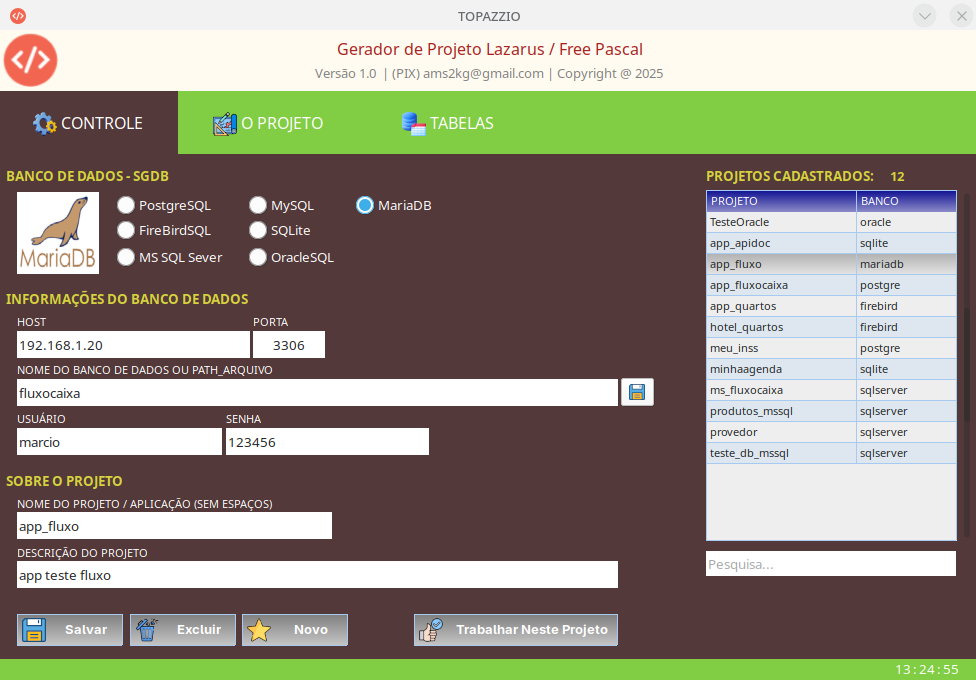 TOPAZZIO
Gerador de Projeto Lazarus / Free Pascal
Versão 1.0 | (PIX) ams2kg@gmail.com | Copyright @ 2025
CONTROLE O PROJETO TABELAS
BANCO DE DADOS - SGDB
MariaDB
PostgreSQL MySQL MariaDB
FireBirdSQL SQLite
MS SQL Sever OracleSQL
INFORMAÇÕES DO BANCO DE DADOS
HOST PORTA
192.168.1.20 3306
NOME DO BANCO DE DADOS OU PATH_ARQUIVO
fluxocaixa
USUÁRIO SENHA
marcio 123456
SOBRE O PROJETO
NOME DO PROJETO / APLICAÇÃO (SEM ESPAÇOS)
app_fluxo
DESCRIÇÃO DO PROJETO
app teste fluxo
Salvar Excluir Novo Trabalhar Neste Projeto
PROJETOS CADASTRADOS: 12
PROJETO BANCO
TesteOracle oracle
app_apidoc sqlite
app_fluxo mariadb
app_fluxocaixa postgre
app_quartos firebird
hotel_quartos firebird
meu_inss postgre
minhaagenda sqlite
ms_fluxocaixa sqlserver
produtos_mssql sqlserver
provedor sqlserver
teste_db_mssql sqlserver
Pesquisa...
13:24:55